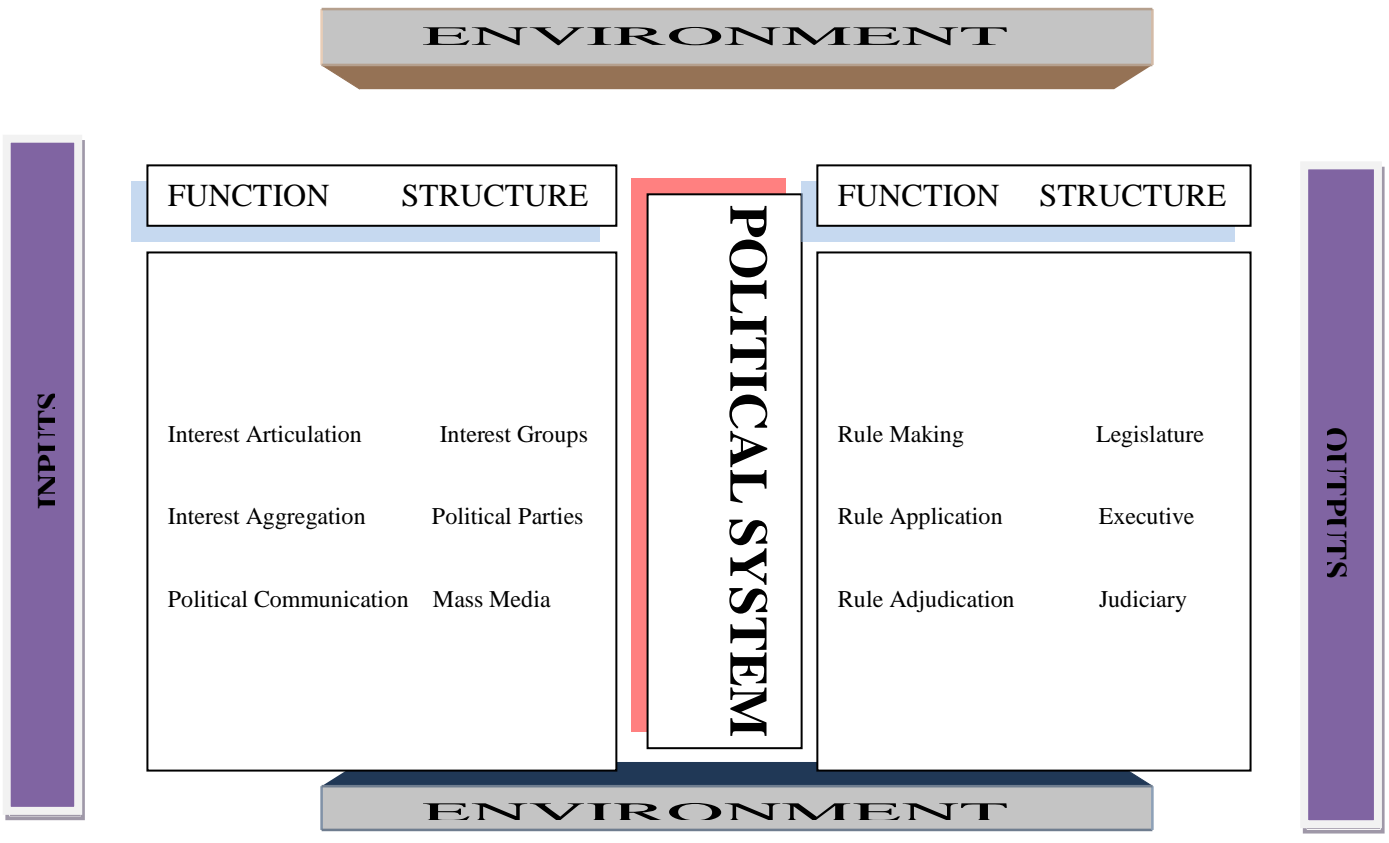 ENVIRONMENT
INPUTS
FUNCTION STRUCTURE
Interest Articulation Interest Groups
Interest Aggregation Political Parties
Political Communication Mass Media
POLITICAL SYSTEM
FUNCTION STRUCTURE
Rule Making Legislature
Rule Application Executive
Rule Adjudication Judiciary
OUTPUTS
ENVIRONMENT